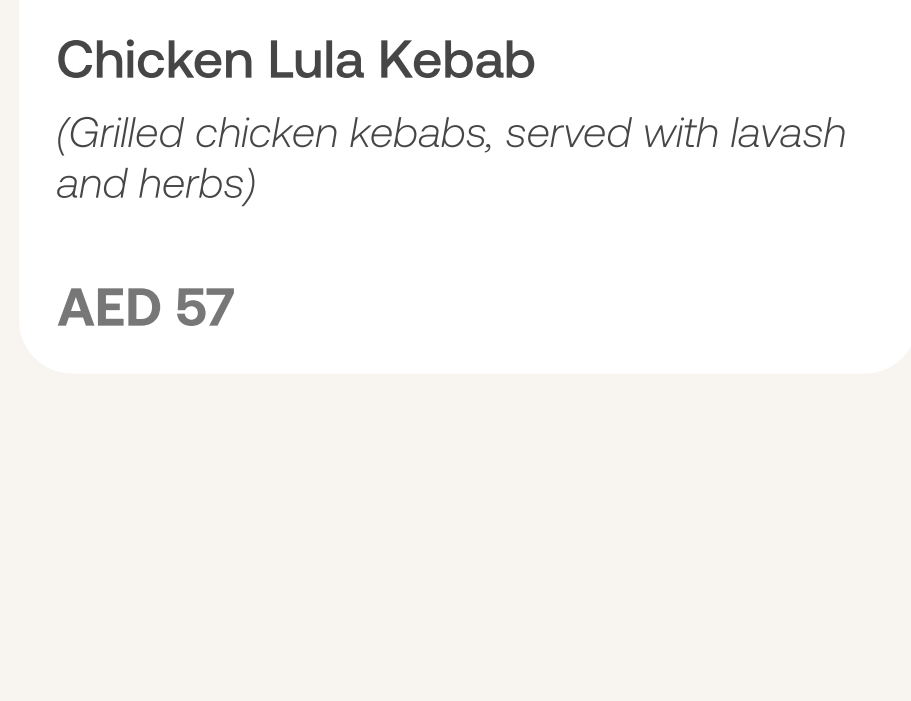 Chicken Lula Kebab
(Grilled chicken kebabs, served with lavash
and herbs)
AED 57